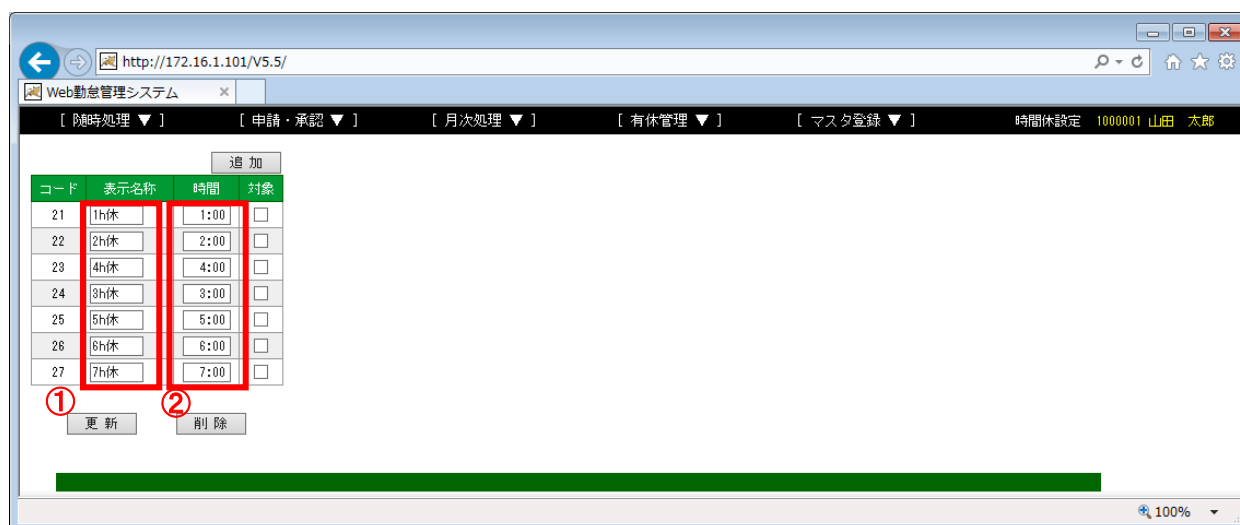 http://172.16.1.101/V5.5/
Web勤怠管理システム
[ 随時処理 ▼ ] [ 申請・承認 ▼ ] [ 月次処理 ▼ ] [ 有休管理 ▼ ] [ マスタ登録 ▼ ] 時間休設定 1000001 山田 太郎
追 加
コード 表示名称 時間 対象
21 1h休 1:00
22 2h休 2:00
23 4h休 4:00
24 3h休 3:00
25 5h休 5:00
26 6h休 6:00
27 7h休 7:00
① ②
更 新 削 除
100%